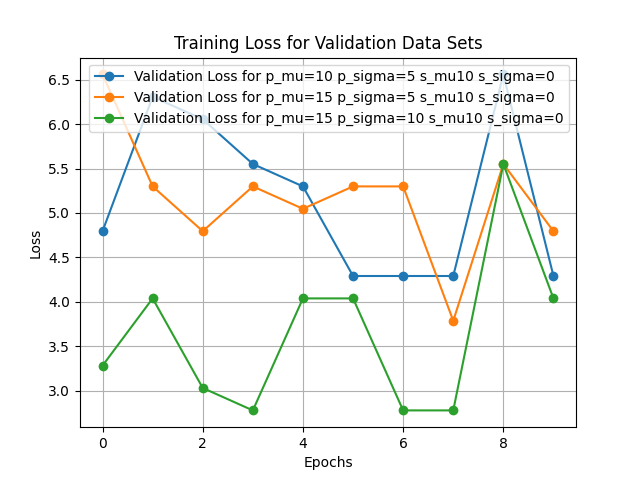 Training Loss for Validation Data Sets
Validation Loss for p_mu=10 p_sigma=5 s_mu10 s_sigma=0
Validation Loss for p_mu=15 p_sigma=5 s_mu10 s_sigma=0
Validation Loss for p_mu=15 p_sigma=10 s_mu10 s_sigma=0
6.5
6.0
5.5
5.0
4.5
4.0
3.5
3.0
Loss
0 2 4 6 8
Epochs